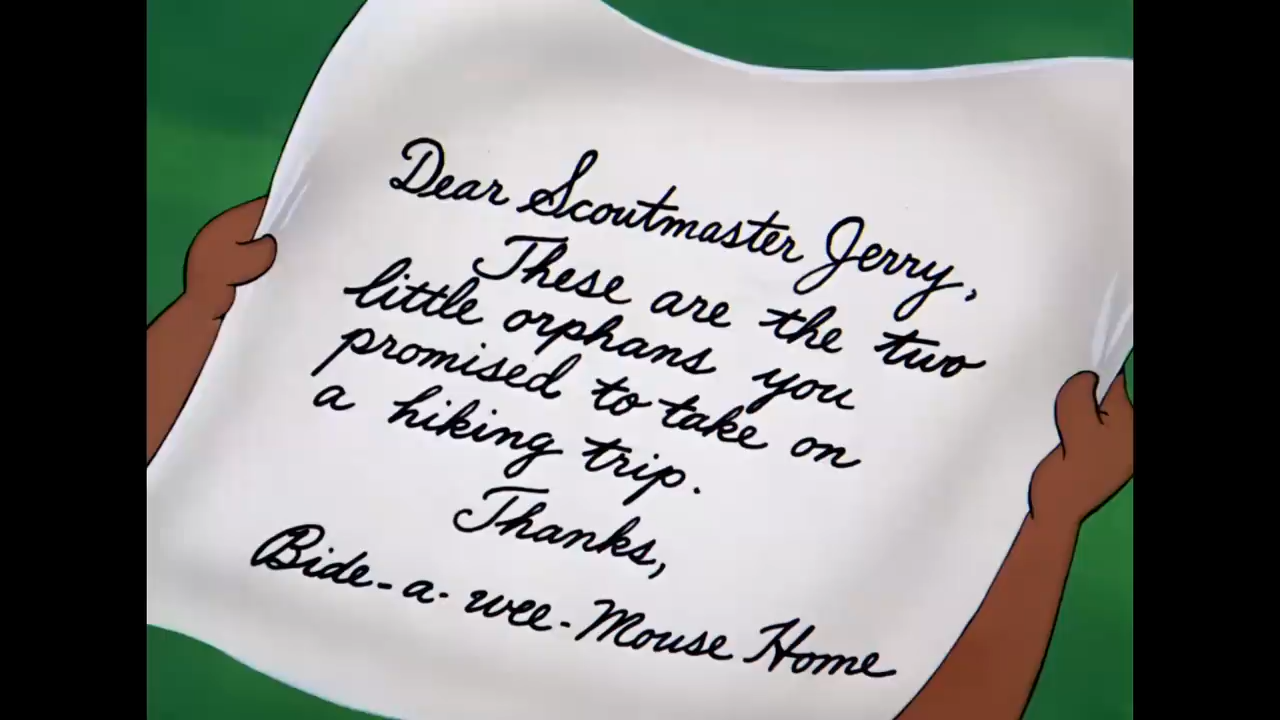 Dear Scoutmaster Jerry,
These are the two
little orphans you
promised to take on
a hiking trip.
Thanks,
Bide-a-wee-Mouse Home